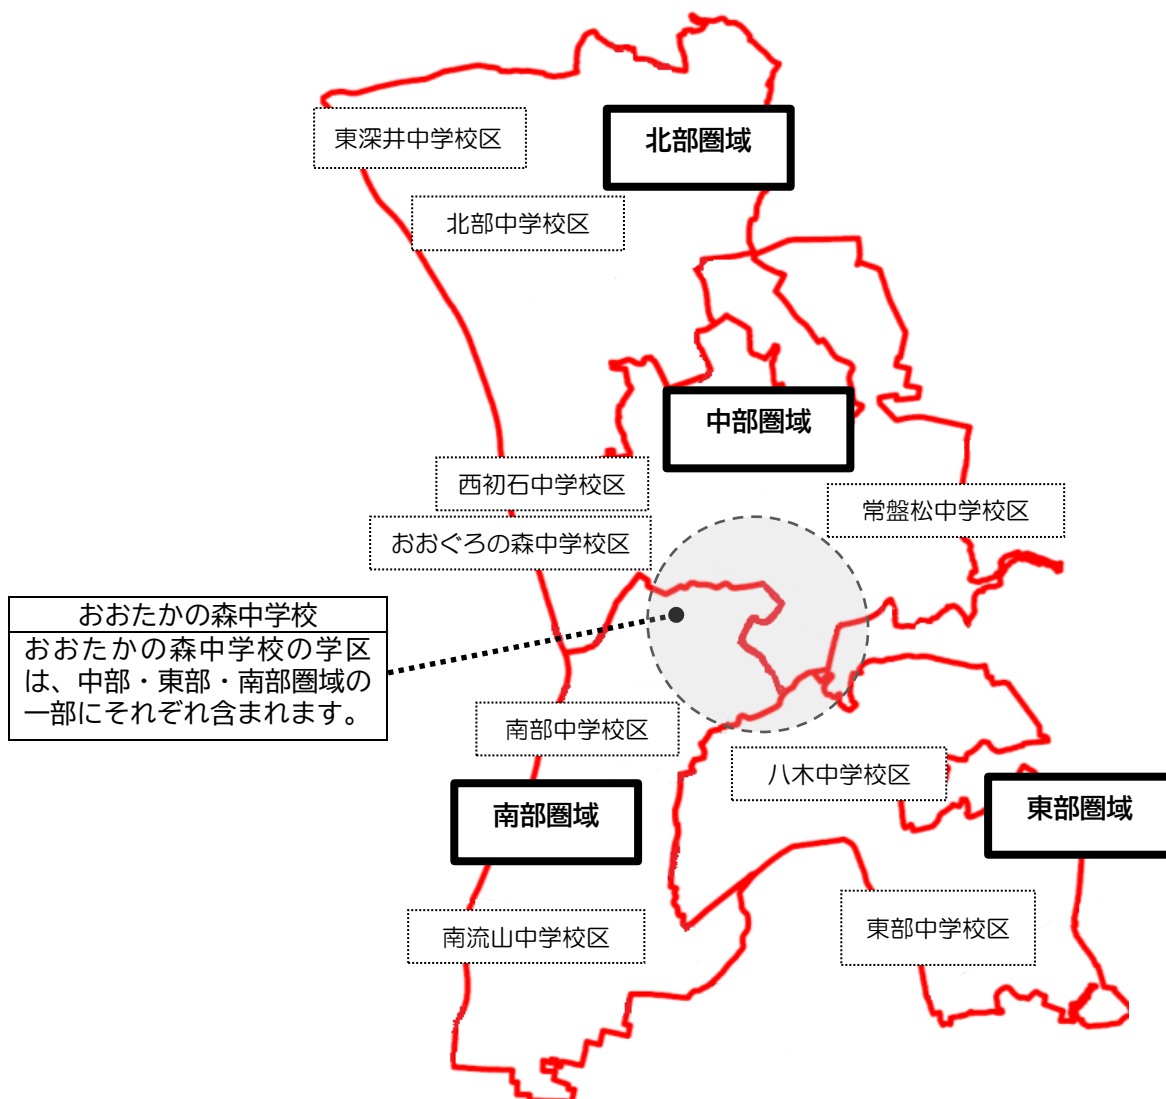 東深井中学校区
北部圏域
北部中学校区
中部圏域
西初石中学校区
常盤松中学校区
おおぐろの森中学校区
おおたかの森中学校
おおたかの森中学校の学区
は、中部・東部・南部圏域の
一部にそれぞれ含まれます。
南部中学校区
八木中学校区
南部圏域
東部圏域
東部中学校区
南流山中学校区